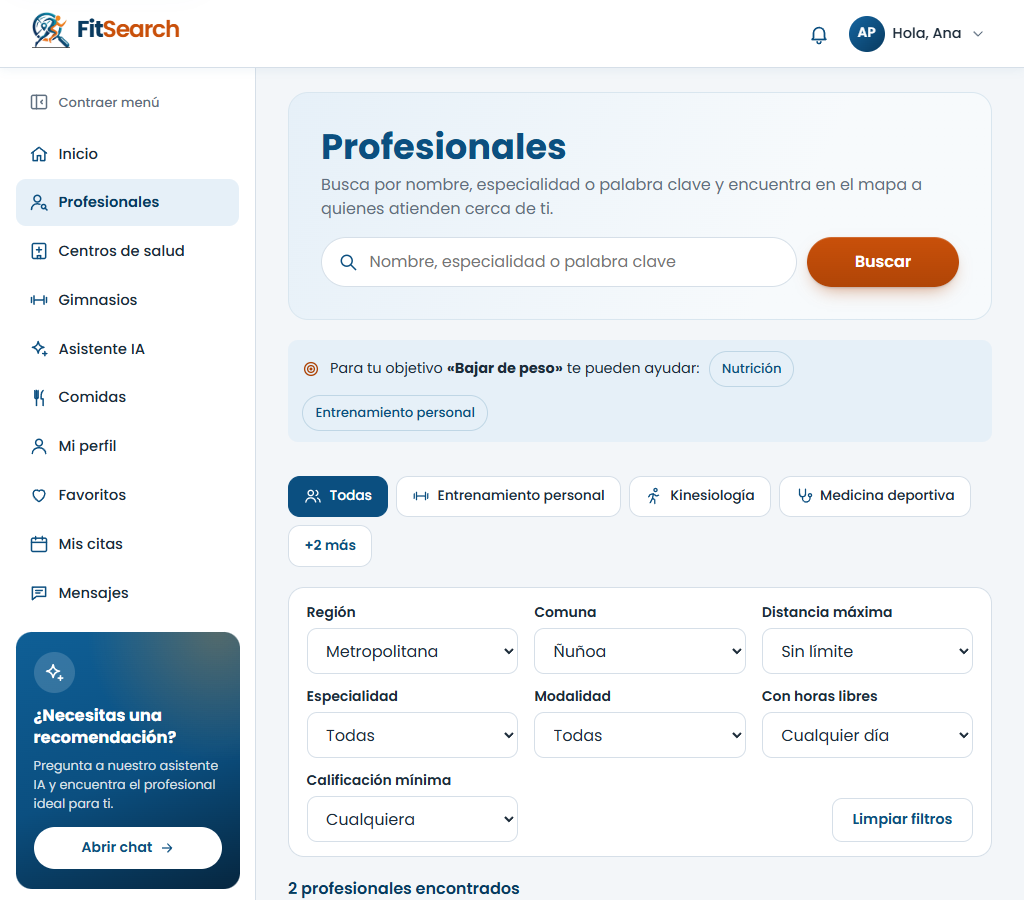 FitSearch
AP
Hola, Ana
Contraer menú
Inicio
Profesionales
Centros de salud
Gimnasios
Asistente IA
Comidas
Mi perfil
Favoritos
Mis citas
Mensajes
¿Necesitas una
recomendación?
Pregunta a nuestro asistente
IA y encuentra el profesional
ideal para ti.
Abrir chat →
Profesionales
Busca por nombre, especialidad o palabra clave y encuentra en el mapa a
quienes atienden cerca de ti.
Nombre, especialidad o palabra clave
Buscar
Para tu objetivo «Bajar de peso» te pueden ayudar: Nutrición
Entrenamiento personal
Todas Entrenamiento personal Kinesiología Medicina deportiva
+2 más
Región Comuna Distancia máxima
Metropolitana Ñuñoa Sin límite
Especialidad Modalidad Con horas libres
Todas Todas Cualquier día
Calificación mínima
Cualquiera Limpiar filtros
2 profesionales encontrados